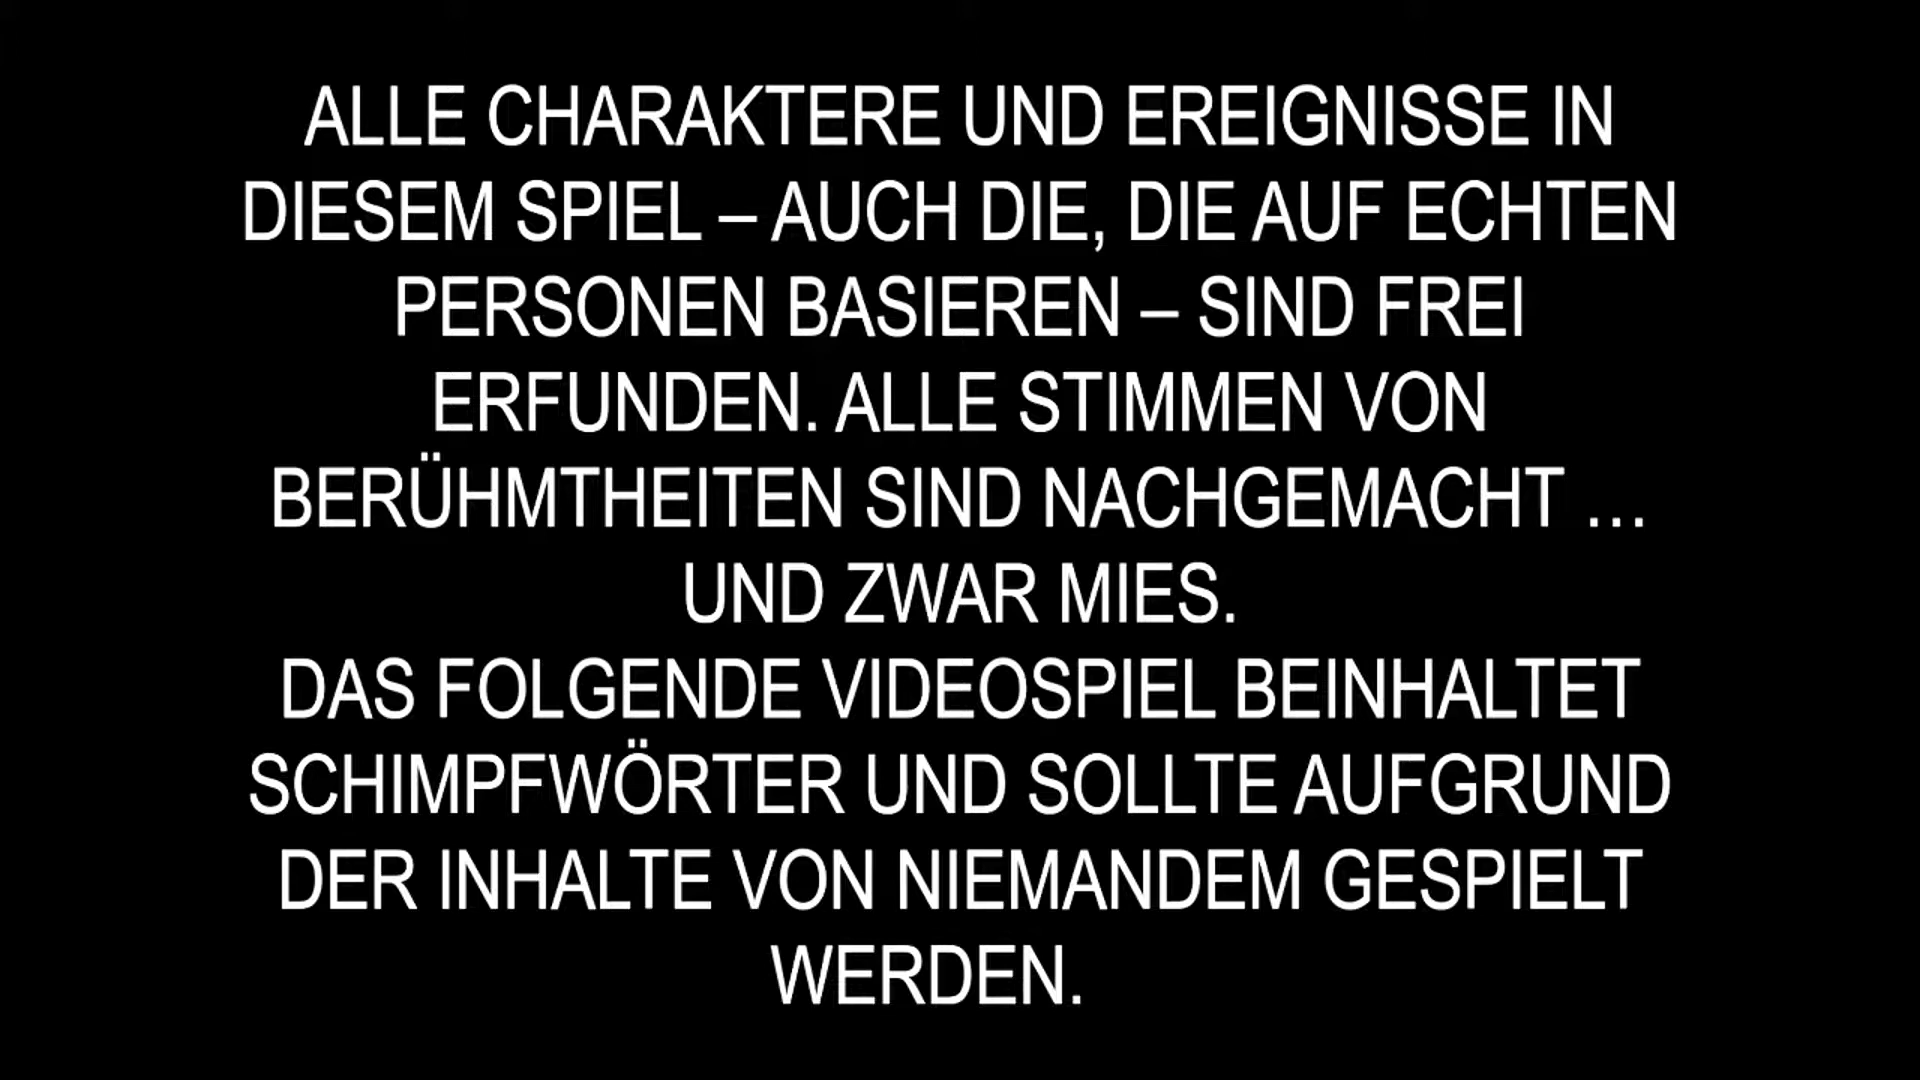 ALLE CHARAKTERE UND EREIGNISSE IN
DIESEM SPIEL – AUCH DIE, DIE AUF ECHTEN
PERSONEN BASIEREN – SIND FREI
ERFUNDEN. ALLE STIMMEN VON
BERÜHMTHEITEN SIND NACHGEMACHT …
UND ZWAR MIES.
DAS FOLGENDE VIDEOSPIEL BEINHALTET
SCHIMPFWÖRTER UND SOLLTE AUFGRUND
DER INHALTE VON NIEMANDEM GESPIELT
WERDEN.